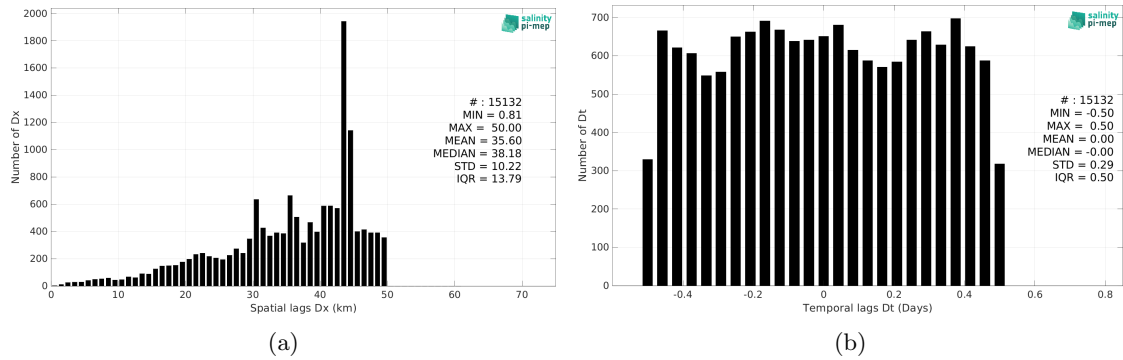 2000
1800
1600
1400
1200
1000
800
600
400
200
0
Number of Dx
0 10 20 30 40 50 60 70
Spatial lags Dx (km)
salinity
pi-mep
# : 15132
MIN = 0.81
MAX = 50.00
MEAN = 35.60
MEDIAN = 38.18
STD = 10.22
IQR = 13.79
(a)
700
600
500
400
300
200
100
0
Number of Dt
-0.4 -0.2 0 0.2 0.4 0.6 0.8
Temporal lags Dt (Days)
salinity
pi-mep
# : 15132
MIN = -0.50
MAX = 0.50
MEAN = 0.00
MEDIAN = -0.00
STD = 0.29
IQR = 0.50
(b)